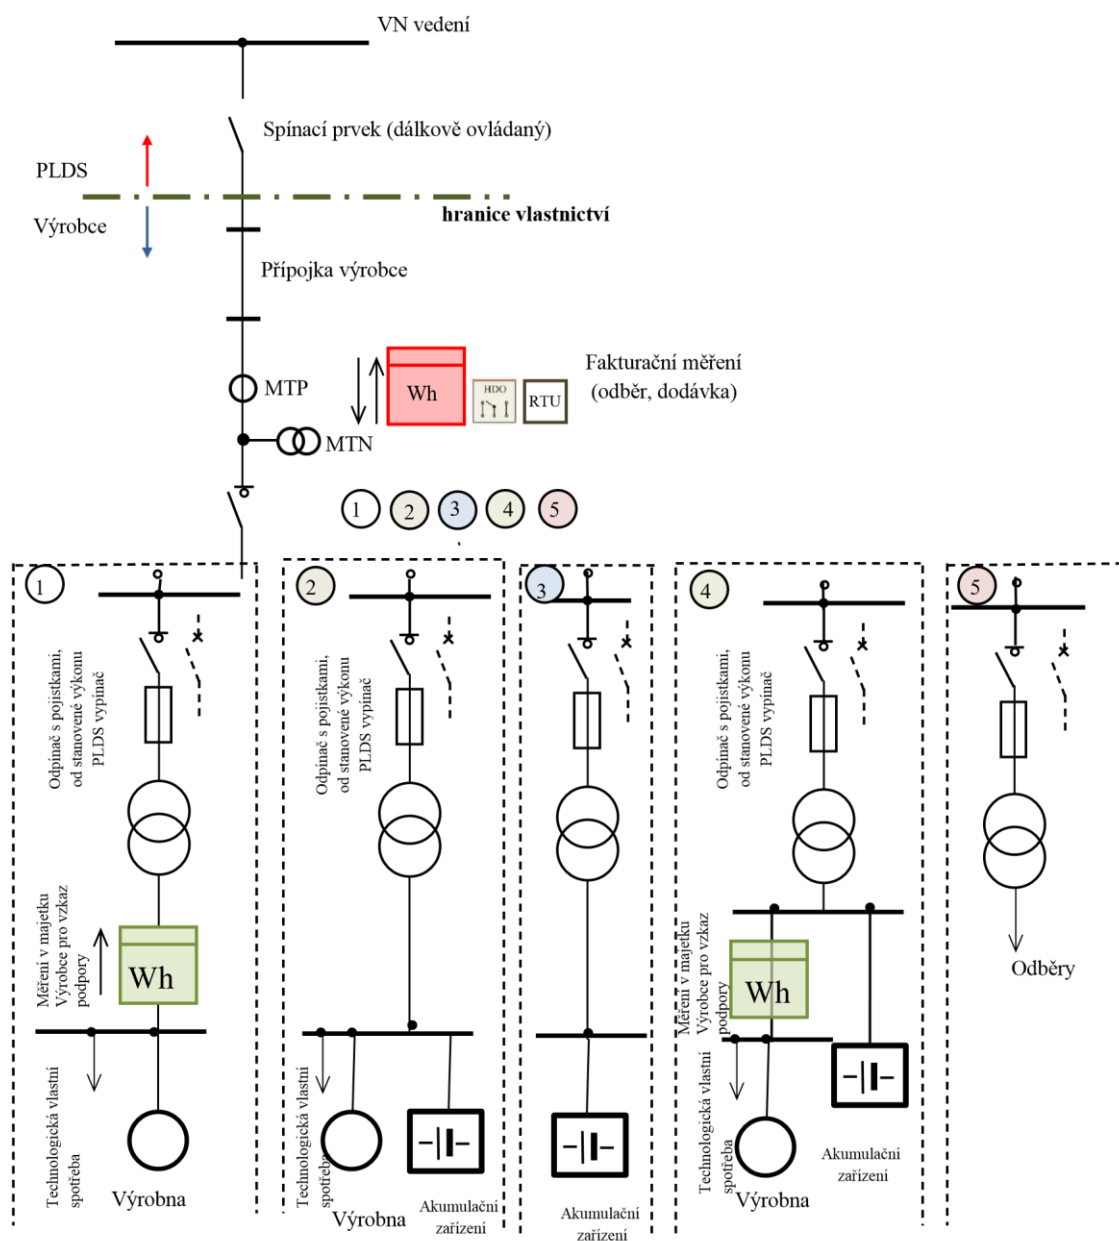 VN vedení
Spínací prvek (dálkově ovládaný)
PLDS
hranice vlastnictví
Výrobce
Přípojka výrobce
MTP
Wh
HDO
RTU
Fakturační měření
(odběr, dodávka)
MTN
1
2
3
4
5
1
Odpínač s pojistkami,
od stanovené výkonu
PLDS vypínač
Měření v majetku
Výrobce pro vzkaz
podpory
Wh
Technologická vlastní
spotřeba
Výrobna
2
Odpínač s pojistkami,
od stanovené výkonu
PLDS vypínač
Technologická vlastní
spotřeba
Výrobna
Akumulační
zařízení
3
Akumulační
zařízení
4
Odpínač s pojistkami,
od stanovené výkonu
PLDS vypínač
Měření v majetku
Výrobce pro vzkaz
podpory
Wh
Technologická vlastní
spotřeba
Výrobna
Akumulační
zařízení
5
Odběry